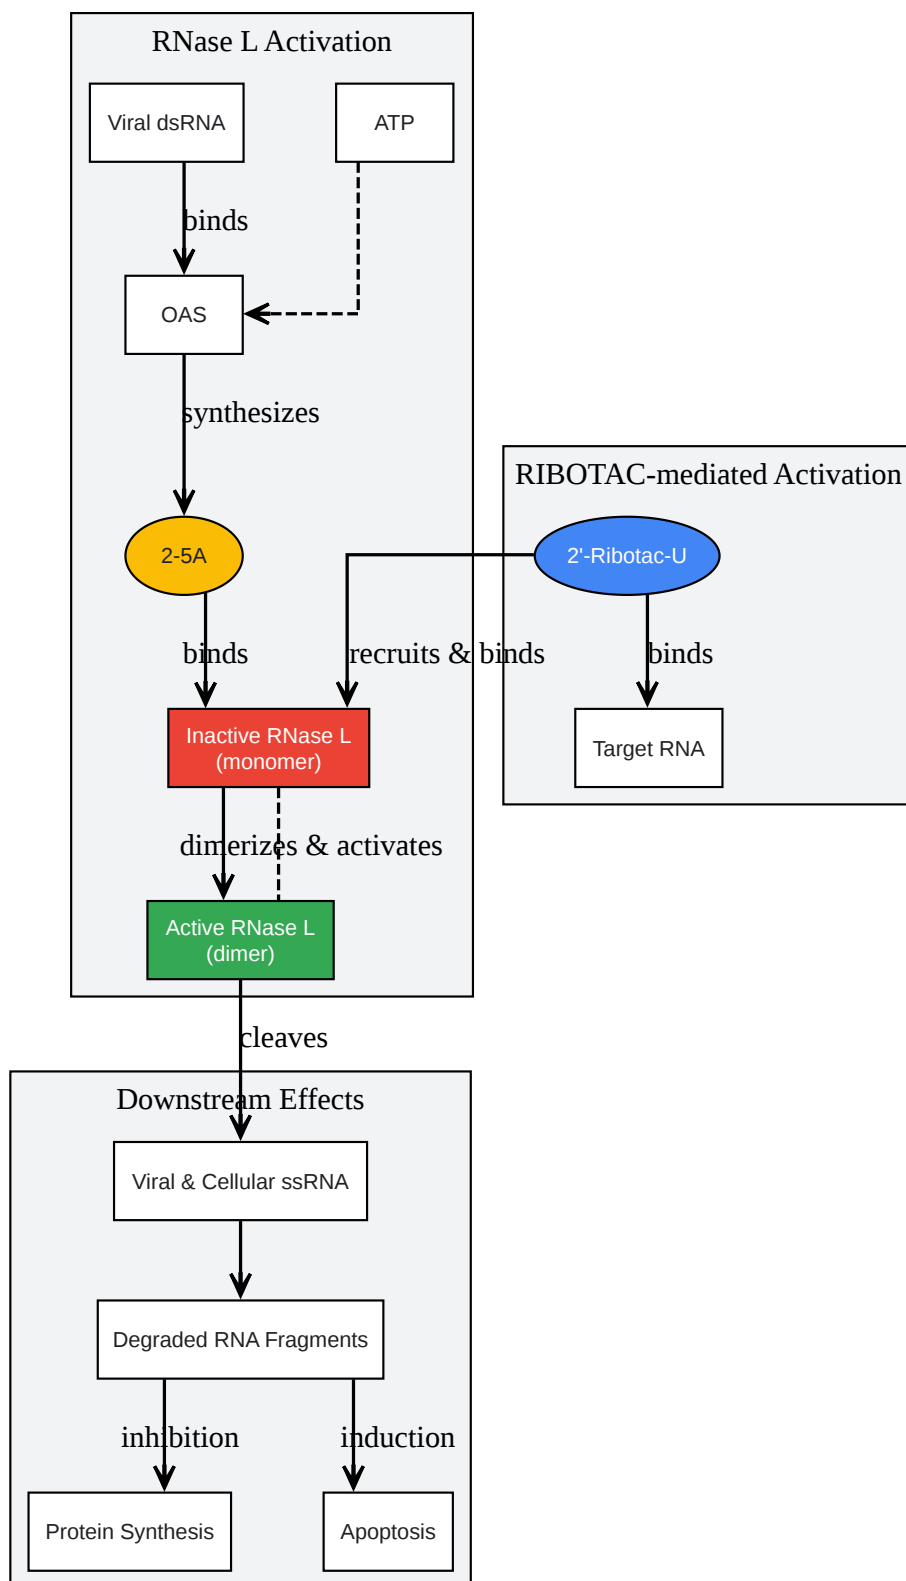 RNase L Activation
Viral dsRNA
ATP
binds
OAS
synthesizes
RIBOTAC-mediated Activation
2-5A
2'-Ribotac-U
binds
recruits & binds
binds
Inactive RNase L
(monomer)
Target RNA
dimerizes & activates
Active RNase L
(dimer)
cleaves
Downstream Effects
Viral & Cellular ssRNA
Degraded RNA Fragments
inhibition
induction
Protein Synthesis
Apoptosis